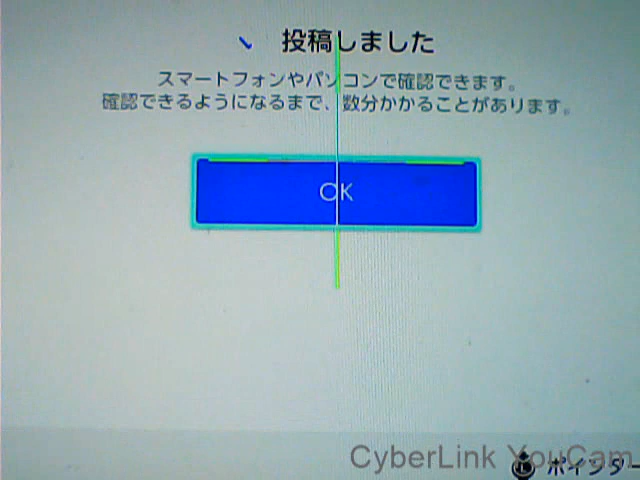 投稿しました
スマートフォンやパソコンで確認できます。
確認できるようになるまで、数分かかることがあります。
OK
CyberLink YouCam
L ポインター